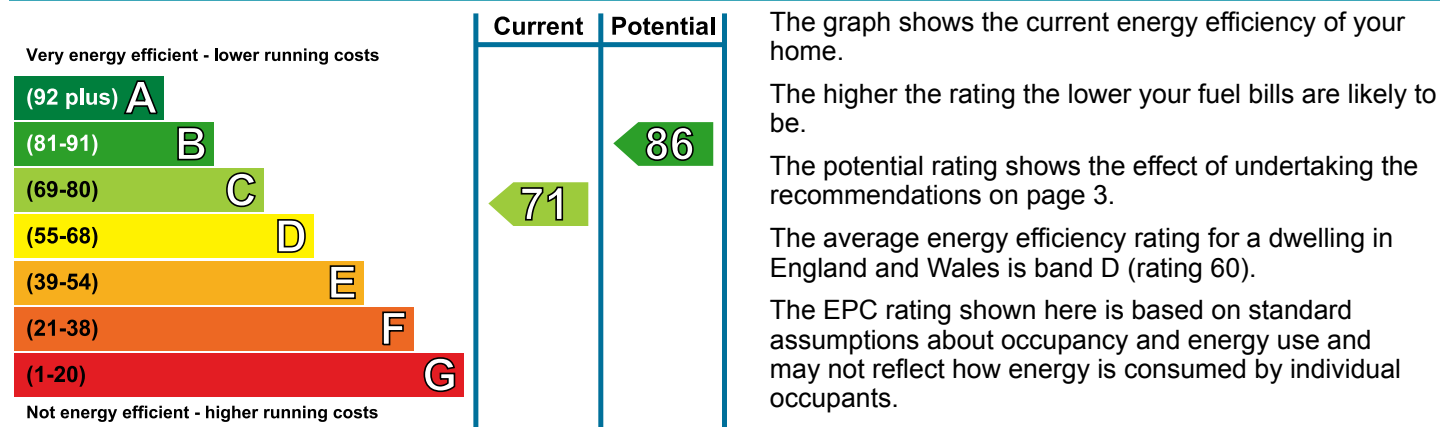 Current Potential
Very energy efficient - lower running costs
(92 plus) A
(81-91) B
86
(69-80) C
71
(55-68) D
(39-54) E
(21-38) F
(1-20) G
Not energy efficient - higher running costs
The graph shows the current energy efficiency of your
home.
The higher the rating the lower your fuel bills are likely to
be.
The potential rating shows the effect of undertaking the
recommendations on page 3.
The average energy efficiency rating for a dwelling in
England and Wales is band D (rating 60).
The EPC rating shown here is based on standard
assumptions about occupancy and energy use and
may not reflect how energy is consumed by individual
occupants.